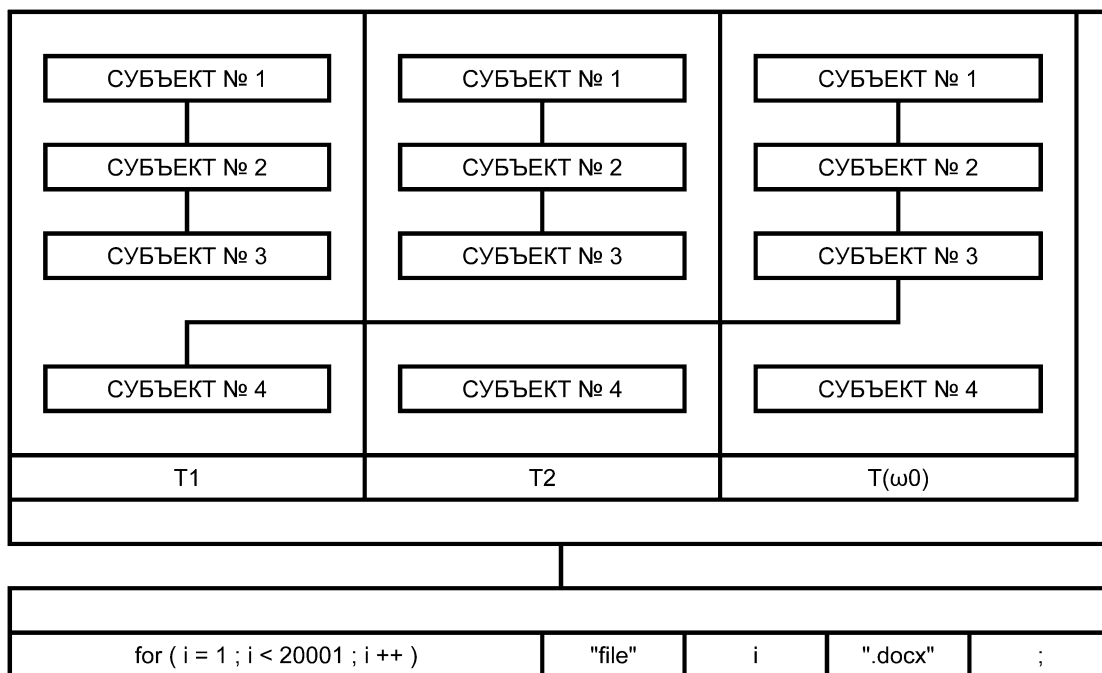 СУБЪЕКТ № 1 СУБЪЕКТ № 1 СУБЪЕКТ № 1
СУБЪЕКТ № 2 СУБЪЕКТ № 2 СУБЪЕКТ № 2
СУБЪЕКТ № 3 СУБЪЕКТ № 3 СУБЪЕКТ № 3
СУБЪЕКТ № 4 СУБЪЕКТ № 4 СУБЪЕКТ № 4
T1 T2 T(ω0)
for ( i = 1 ; i < 20001 ; i ++ ) "file" i ".docx" ;